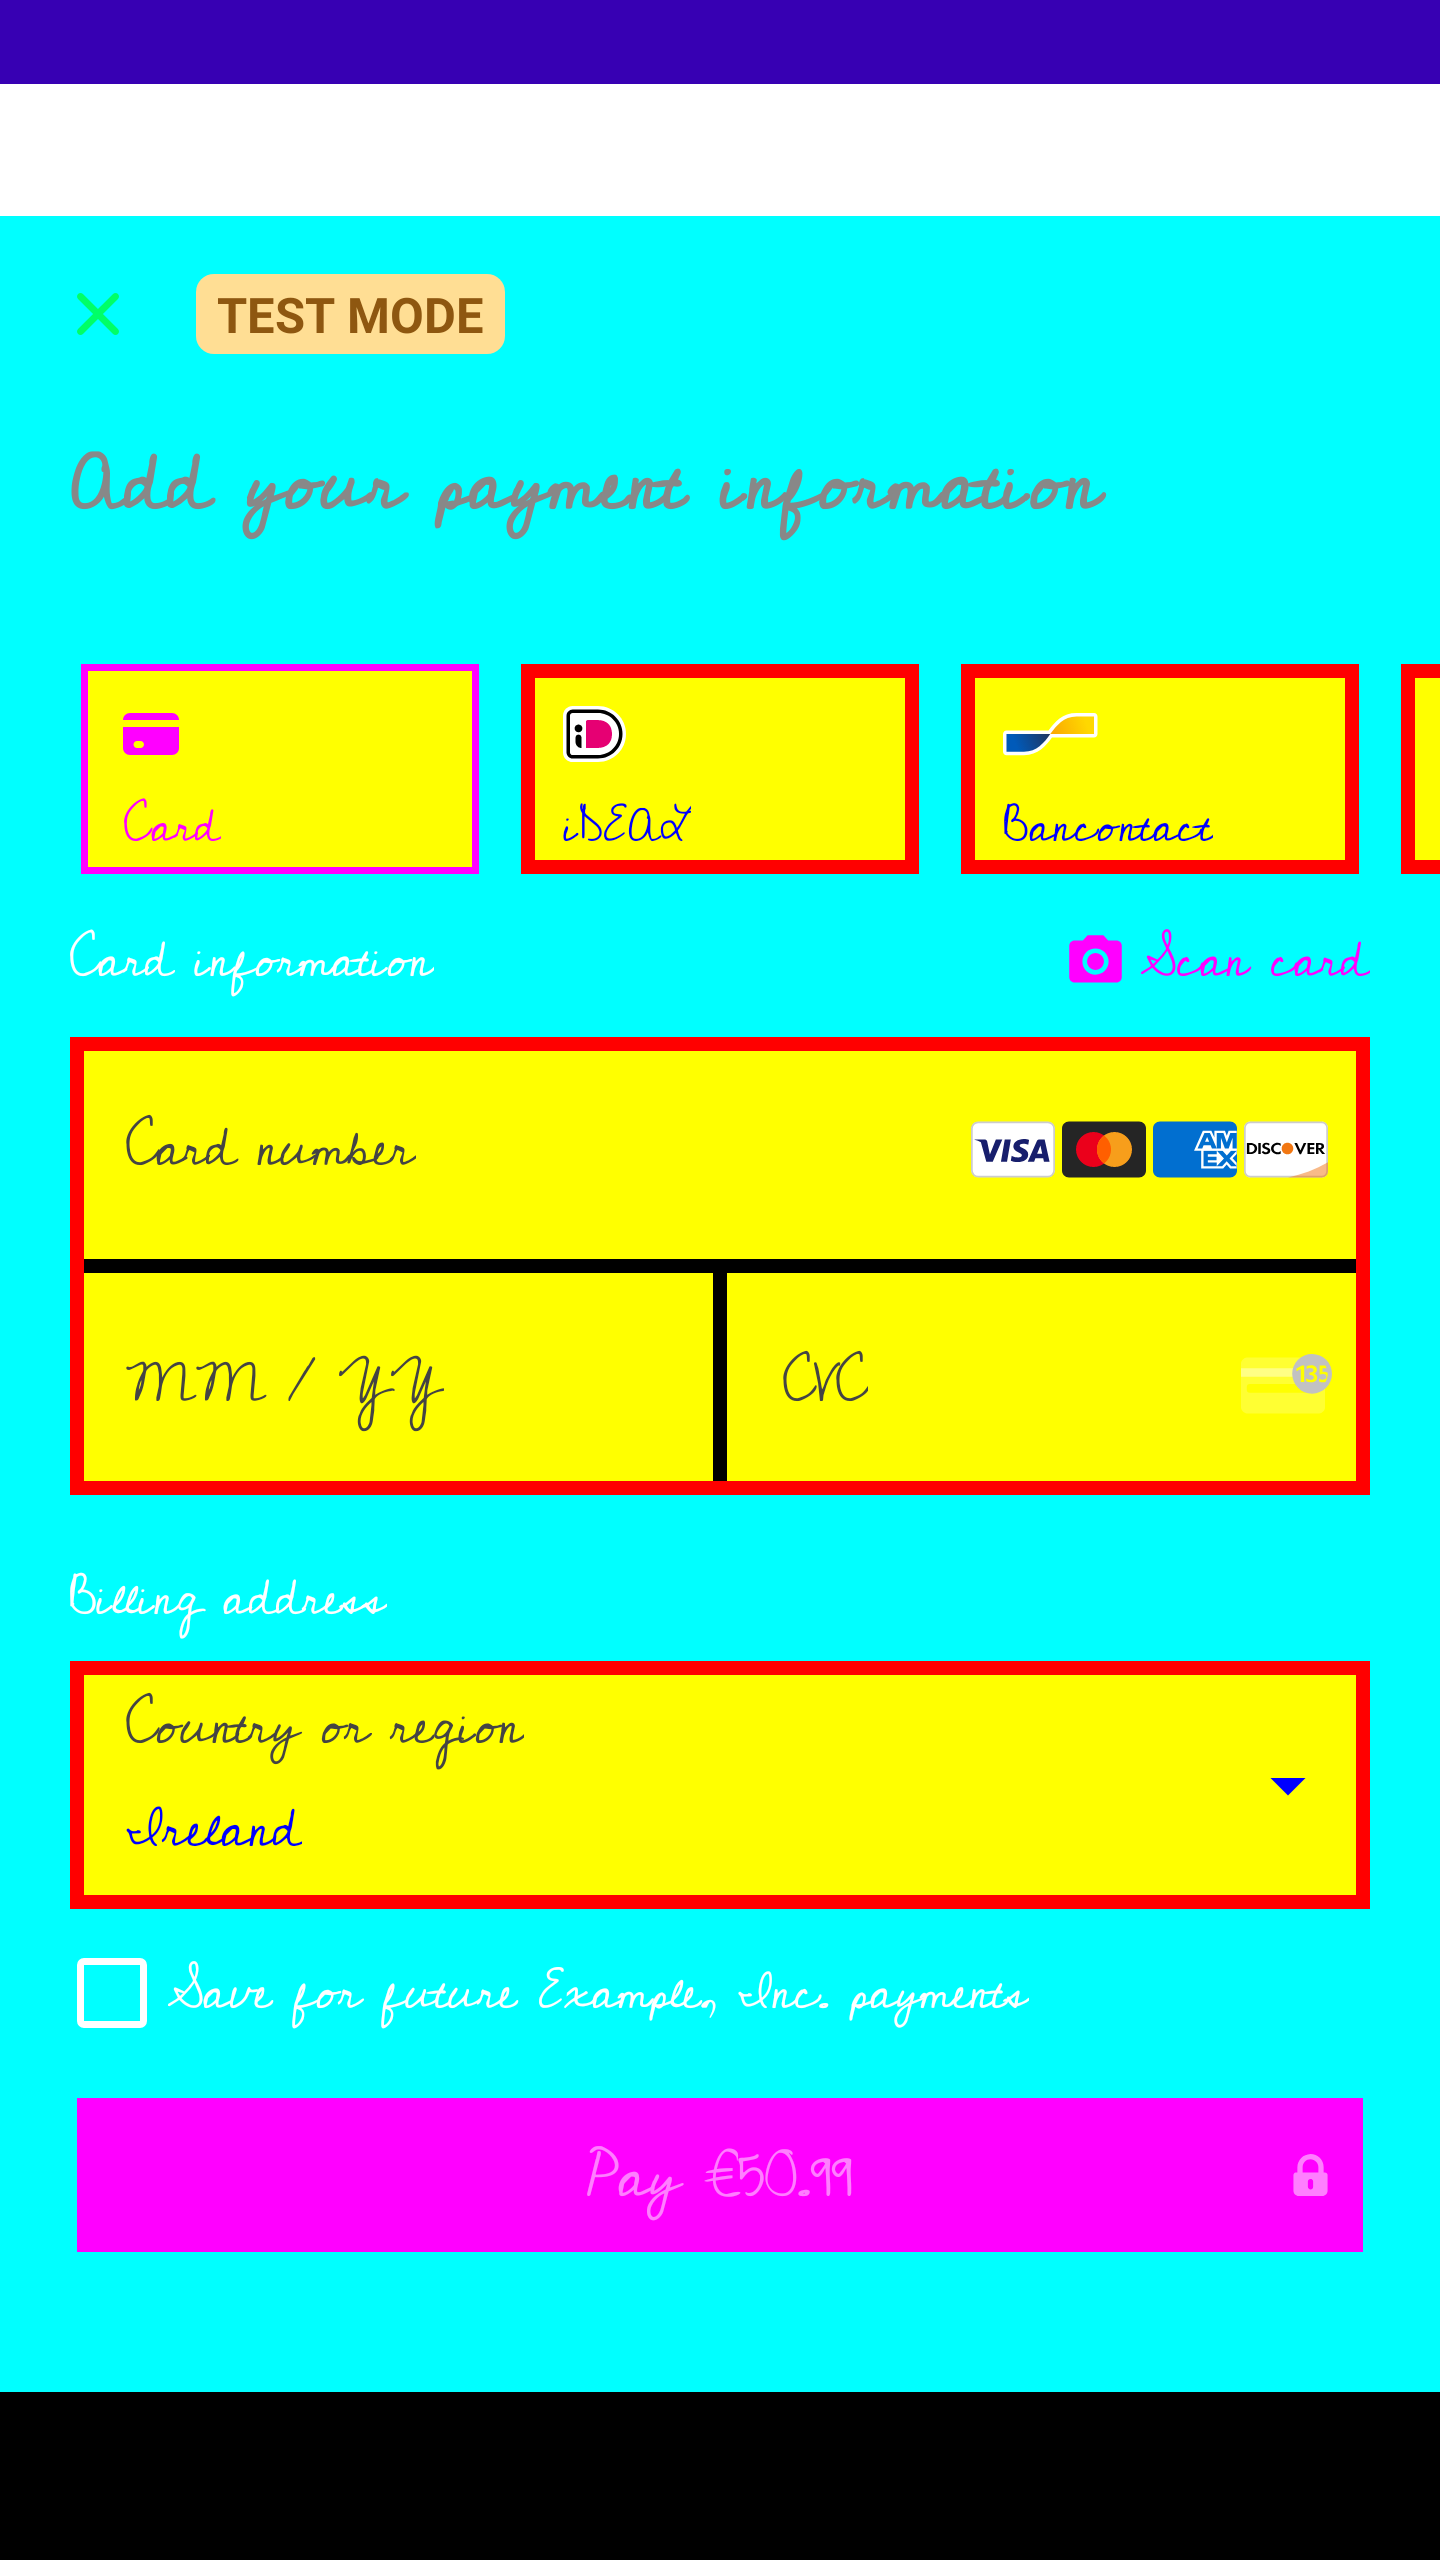 TEST MODE
Add your payment information
Card
iDEAL
Bancontact
Card information
Scan card
Card number
VISA
AM
EX
DISCOVER
MM / YY
CVC
135
Billing address
Country or region
Ireland
Save for future Example, Inc. payments
Pay €50.99